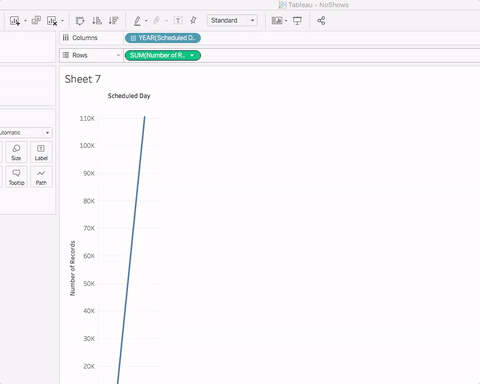 Tableau - NoShows
Standard
Columns
YEAR(Scheduled D..
Rows
SUM(Number of R..
Sheet 7
Scheduled Day
utomatic
Size
Label
Tooltip
Path
110K
100K
90K
80K
70K
60K
50K
40K
30K
20K
Number of Records